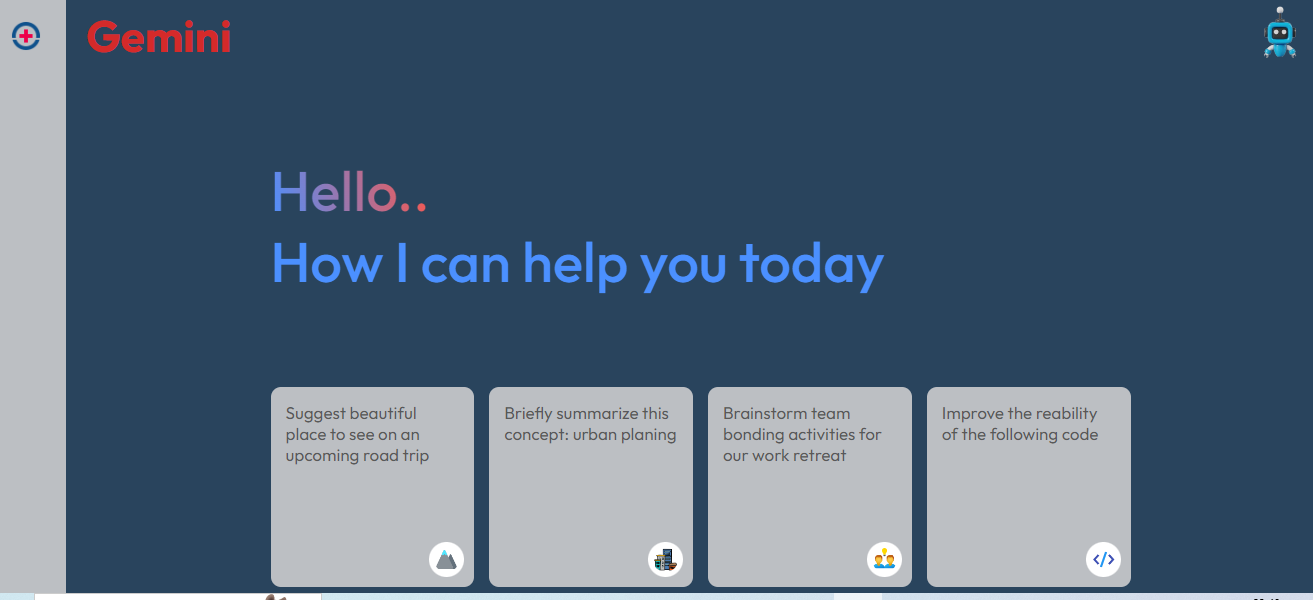 Gemini
Hello..
How I can help you today
Suggest beautiful
place to see on an
upcoming road trip
Briefly summarize this
concept: urban planing
Brainstorm team
bonding activities for
our work retreat
Improve the reability
of the following code